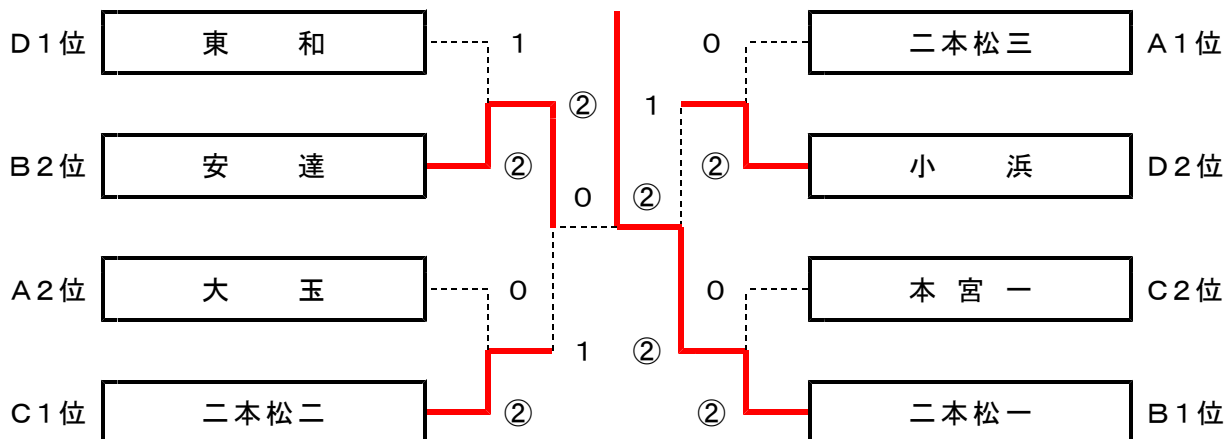 D1位 東 和 1 0 二本松三 A1位
② 1
B2位 安 達 ② ② 小 浜 D2位
0 ②
A2位 大 玉 0 0 本宮一 C2位
1 ②
C1位 二本松二 ② ② 二本松一 B1位